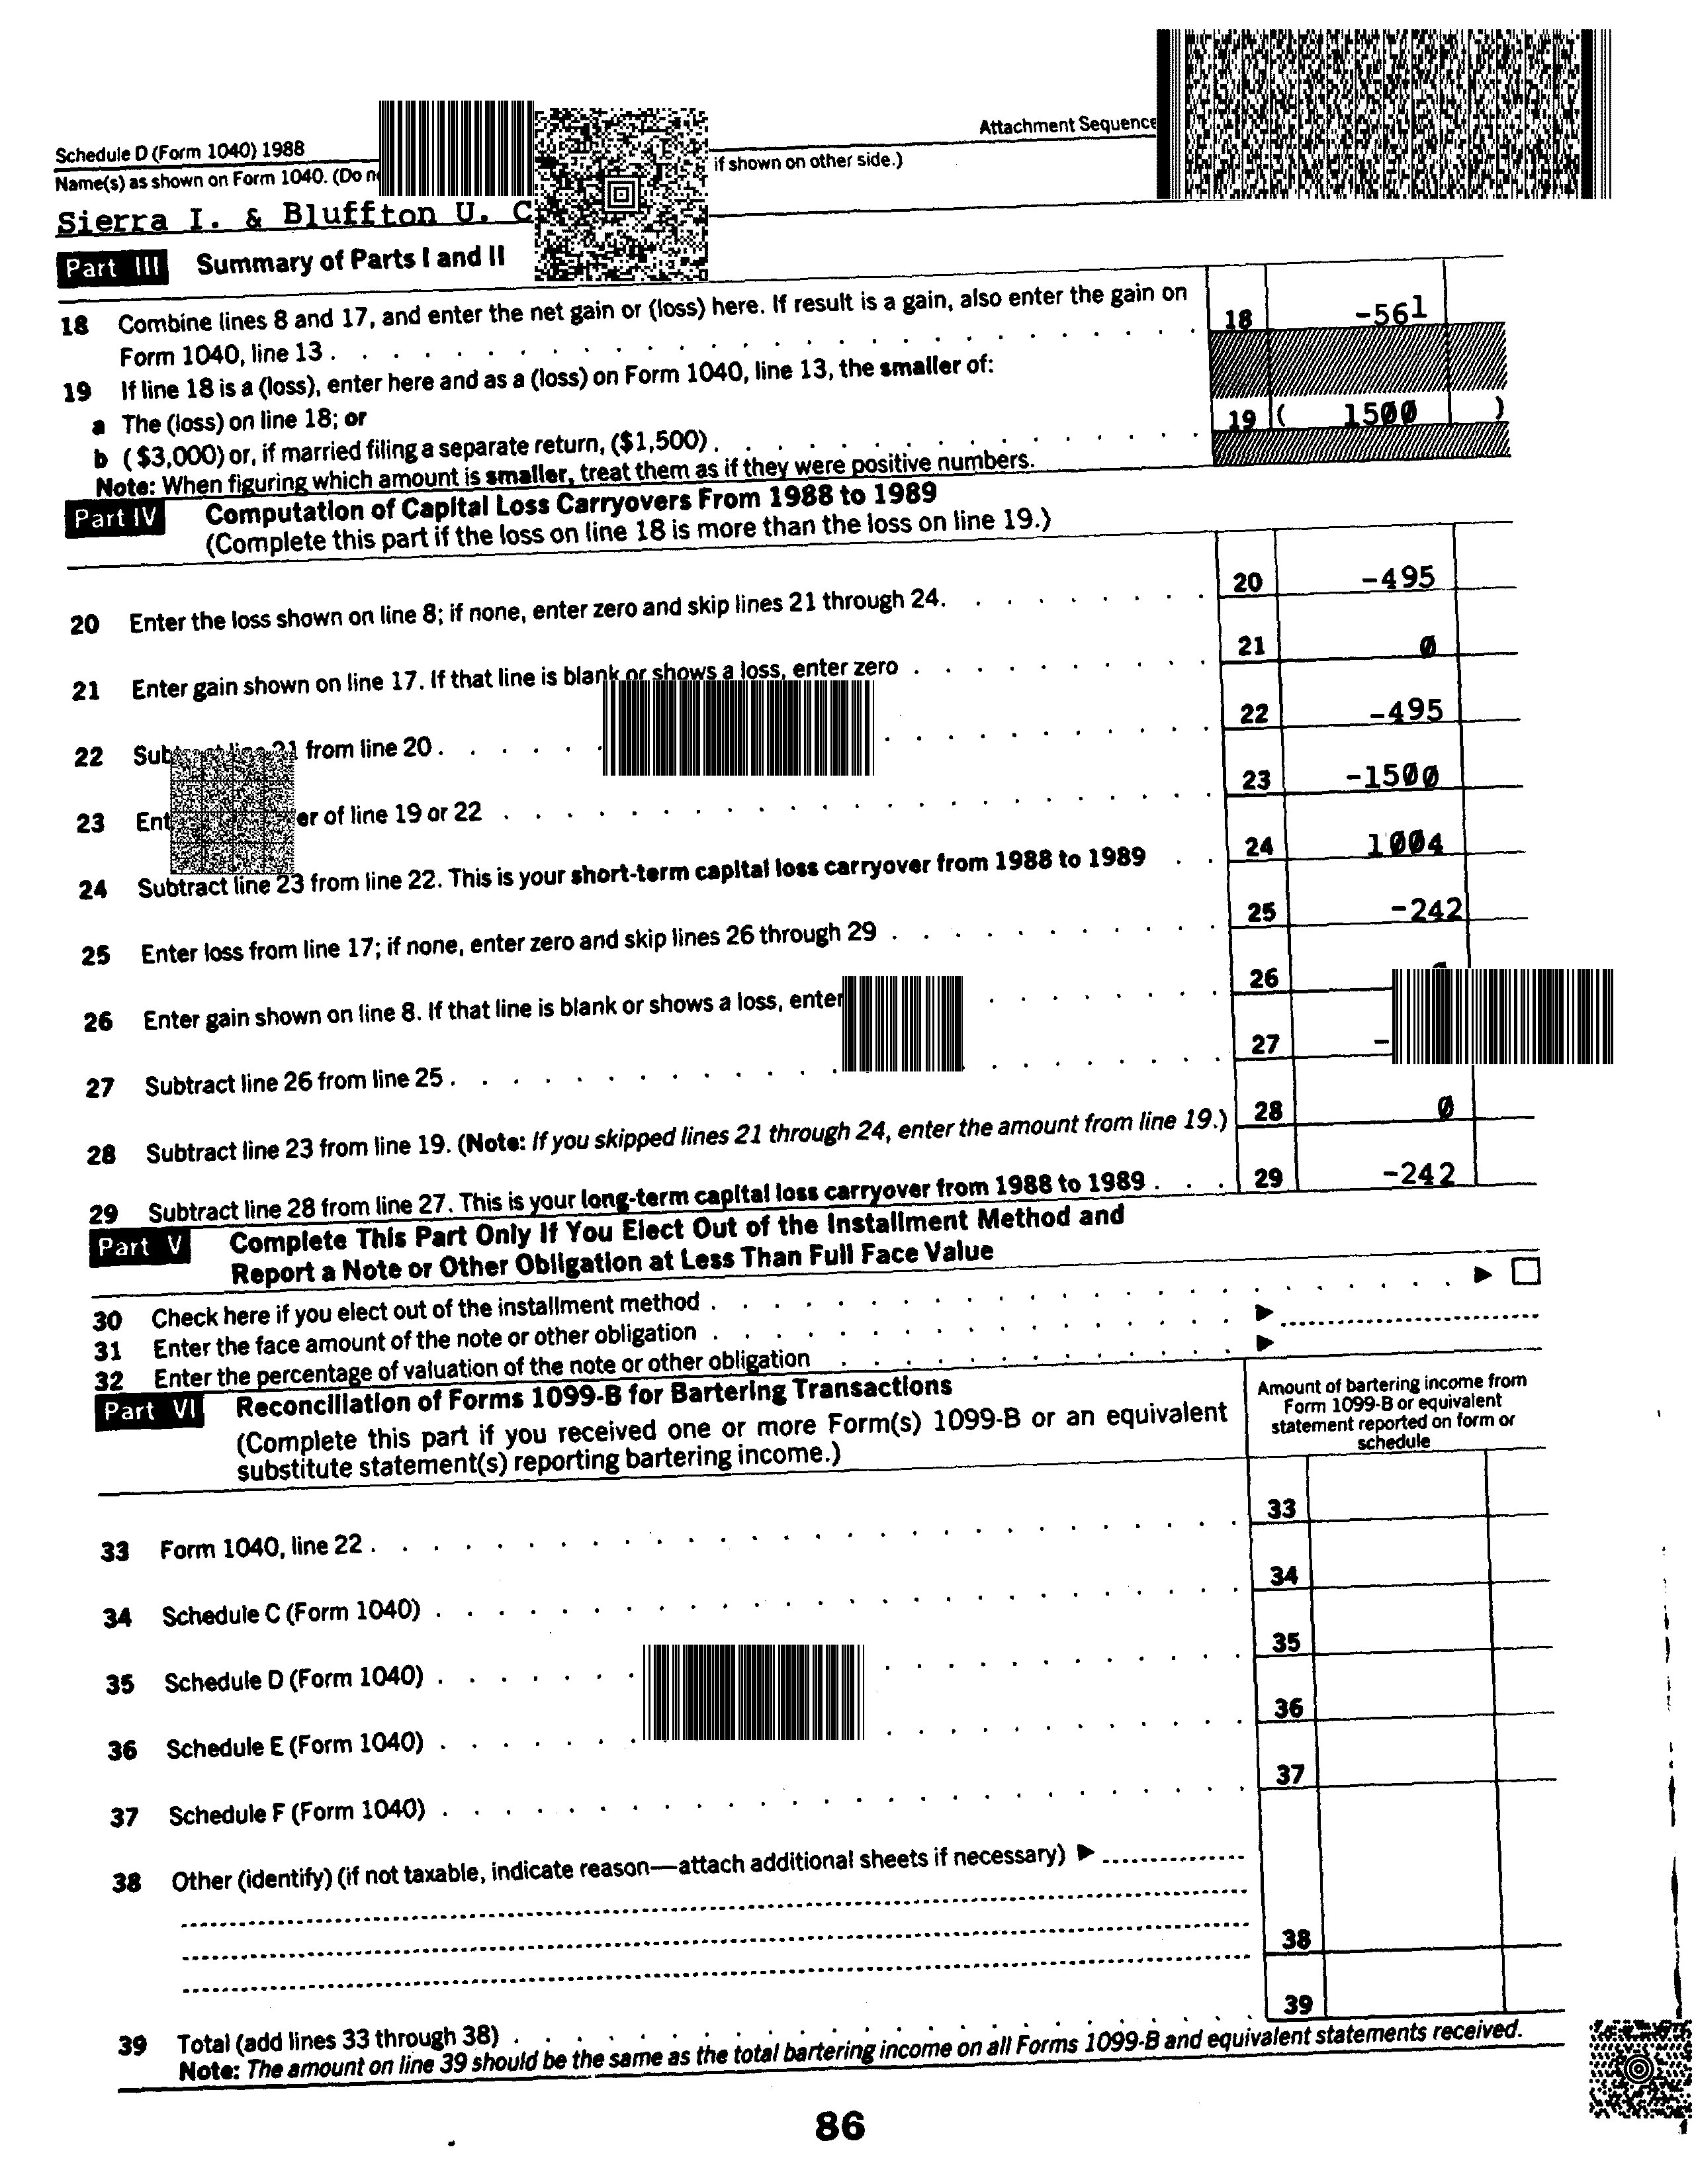 Attachment Sequence
Schedule D (Form 1040) 1988
Name(s) as shown on Form 1040. (Do if shown on other side.)
Sierra I. & Bluffton U.
Part III Summary of Parts I and II
18 Combine lines 8 and 17, and enter the net gain or (loss) here. If result is a gain, also enter the gain on
Form 1040, line 13 . . . . . . . . . . . . . . . . . . . . . . 18 -561
19 If line 18 is a (loss), enter here and as a (loss) on Form 1040, line 13, the smaller of:
a The (loss) on line 18; or
b ($3,000) or, if married filing a separate return, ($1,500) . . . . . . . . . . . . 19 ( 1500 )
Note: When figuring which amount is smaller, treat them as if they were positive numbers.
Part IV Computation of Capital Loss Carryovers From 1988 to 1989
(Complete this part if the loss on line 18 is more than the loss on line 19.)
20 Enter the loss shown on line 8; if none, enter zero and skip lines 21 through 24. . . . . . . . . 20 -495
21 Enter gain shown on line 17. If that line is blank or shows a loss, enter zero . . . . . . . . . . 21 0
22 Subtract line 21 from line 20 . . . . . . . . . . . . . . . . 22 -495
23 er of line 19 or 22 . . . . . . . . . . . . . . . . . . 23 -1500
24 Subtract line 23 from line 22. This is your short-term capital loss carryover from 1988 to 1989 . . 24 1004
25 Enter loss from line 17; if none, enter zero and skip lines 26 through 29 . . . . . . . . . . . 25 -242
26 Enter gain shown on line 8. If that line is blank or shows a loss, enter . . . . . . . . 26
27 Subtract line 26 from line 25 . . . . . . . . . . . . . . . . . . 27 -
28 Subtract line 23 from line 19. (Note: If you skipped lines 21 through 24, enter the amount from line 19.) 28 0
29 Subtract line 28 from line 27. This is your long-term capital loss carryover from 1988 to 1989 . . . 29 -242
Part V Complete This Part Only If You Elect Out of the Installment Method and
Report a Note or Other Obligation at Less Than Full Face Value
30 Check here if you elect out of the installment method . . . . . . . . . . . . . . . . . . ▶
31 Enter the face amount of the note or other obligation . . . . . . . . . . . . . ▶
32 Enter the percentage of valuation of the note or other obligation . . . . . . . . . . ▶
Part VI Reconciliation of Forms 1099-B for Bartering Transactions
(Complete this part if you received one or more Form(s) 1099-B or an equivalent
substitute statement(s) reporting bartering income.)
Amount of bartering income from
Form 1099-B or equivalent
statement reported on form or
schedule
33 Form 1040, line 22 . . . . . . . . . . . . . . . . . . . . . 33
34 Schedule C (Form 1040) . . . . . . . . . . . . . . . . . . . 34
35 Schedule D (Form 1040) . . . . . . . . . . . . . . . 35
36 Schedule E (Form 1040) . . . . . . . . . . . . . . . 36
37 Schedule F (Form 1040) . . . . . . . . . . . . . . . . . . . 37
38 Other (identify) (if not taxable, indicate reason—attach additional sheets if necessary) ▶
38
39 Total (add lines 33 through 38) . . . . . . . . . . . . . . . . . . 39
Note: The amount on line 39 should be the same as the total bartering income on all Forms 1099-B and equivalent statements received.
86